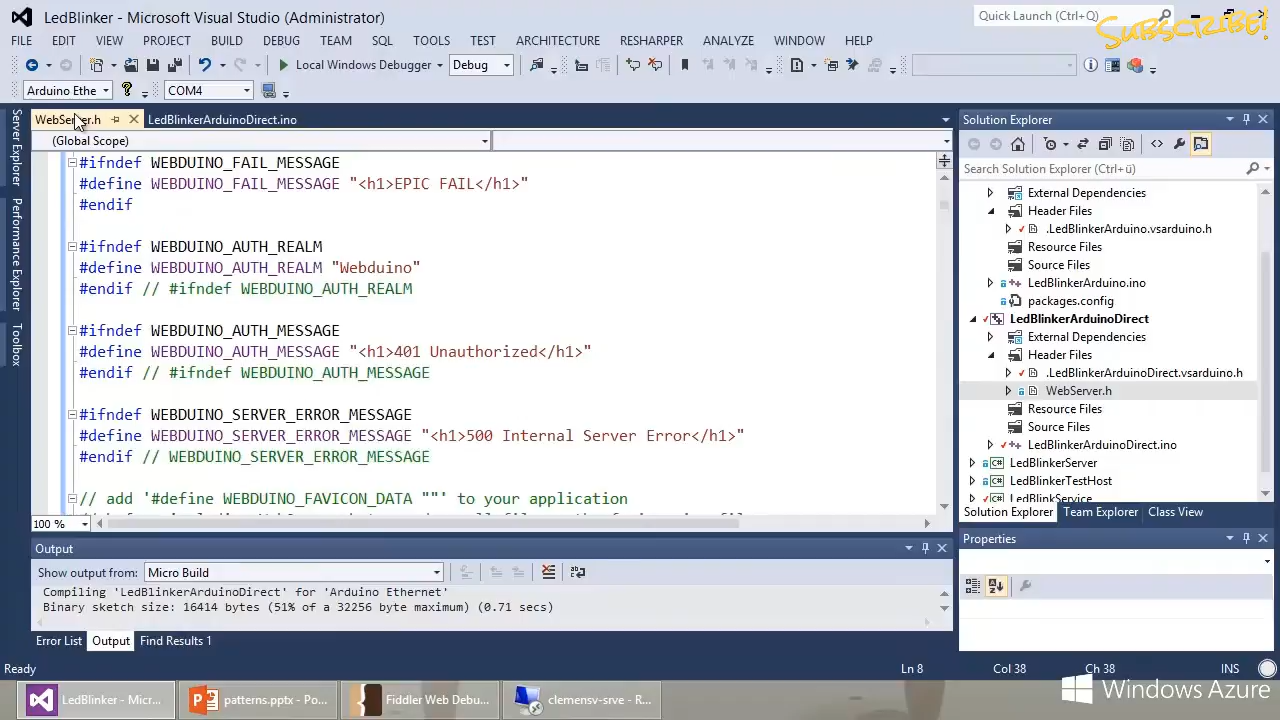 LedBlinker - Microsoft Visual Studio (Administrator)
Quick Launch (Ctrl+Q)
SUBSCRIBE!
FILE EDIT VIEW PROJECT BUILD DEBUG TEAM SQL TOOLS TEST ARCHITECTURE RESHARPER ANALYZE WINDOW HELP
Local Windows Debugger Debug
Arduino Ethe ? COM4
WebServer.h LedBlinkerArduinoDirect.ino
(Global Scope)
Server Explorer
Performance Explorer
Toolbox
#ifndef WEBDUINO_FAIL_MESSAGE
#define WEBDUINO_FAIL_MESSAGE "<h1>EPIC FAIL</h1>"
#endif
#ifndef WEBDUINO_AUTH_REALM
#define WEBDUINO_AUTH_REALM "Webduino"
#endif // #ifndef WEBDUINO_AUTH_REALM
#ifndef WEBDUINO_AUTH_MESSAGE
#define WEBDUINO_AUTH_MESSAGE "<h1>401 Unauthorized</h1>"
#endif // #ifndef WEBDUINO_AUTH_MESSAGE
#ifndef WEBDUINO_SERVER_ERROR_MESSAGE
#define WEBDUINO_SERVER_ERROR_MESSAGE "<h1>500 Internal Server Error</h1>"
#endif // WEBDUINO_SERVER_ERROR_MESSAGE
// add '#define WEBDUINO_FAVICON_DATA ""' to your application
100 %
Output
Show output from: Micro Build
Compiling 'LedBlinkerArduinoDirect' for 'Arduino Ethernet'
Binary sketch size: 16414 bytes (51% of a 32256 byte maximum) (0.71 secs)
Error List Output Find Results 1
Solution Explorer
Search Solution Explorer (Ctrl+ü)
External Dependencies
Header Files
.LedBlinkerArduino.vsarduino.h
Resource Files
Source Files
LedBlinkerArduino.ino
packages.config
LedBlinkerArduinoDirect
External Dependencies
Header Files
.LedBlinkerArduinoDirect.vsarduino.h
WebServer.h
Resource Files
Source Files
LedBlinkerArduinoDirect.ino
LedBlinkerServer
LedBlinkerTestHost
LedBlinkService
Solution Explorer Team Explorer Class View
Properties
Ready Ln 8 Col 38 Ch 38 INS
LedBlinker - Micr... patterns.pptx - Po... Fiddler Web Debu... clemensv-srve - R...
Windows Azure